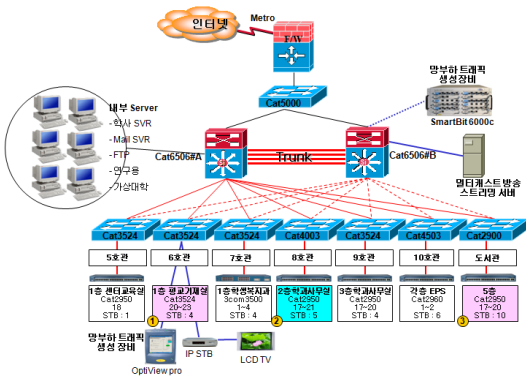 인터넷
Metro
F/W
Cat5000
내부 Server
- 학사 SVR
- Mail SVR
- FTP
- 연구용
- 가상대학
Cat6506#A
Trunk
Cat6506#B
망부하 트래픽
생성장비
SmartBit 6000c
멀티캐스트 방송
스트리밍 서버
Cat3524
Cat3524
Cat3524
Cat4003
Cat3524
Cat4503
Cat2900
5호관
6호관
7호관
8호관
9호관
10호관
도서관
1층 센터교육실
Cat2950
18
STB : 1
1층 평교기재실
Cat3524
20~23
STB : 4
1층학생복지과
3com3500
1~4
STB : 4
2층학과사무실
Cat2950
17~21
STB : 5
3층학과사무실
Cat2950
17~20
STB : 4
각층 EPS
Cat2960
1~2
STB : 6
5층
Cat2950
17~20
STB : 10
1
2
3
망부하 트래픽
생성 장비
OptiView pro
IP STB
LCD TV